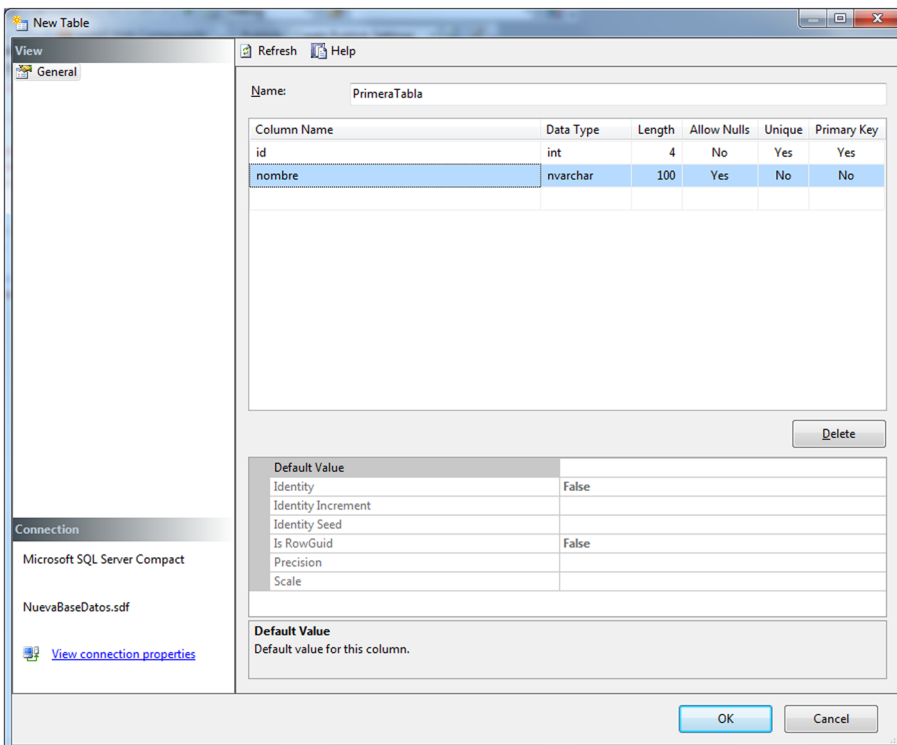 New Table
View
General
Refresh Help
Name: PrimeraTabla
Column Name Data Type Length Allow Nulls Unique Primary Key
id int 4 No Yes Yes
nombre nvarchar 100 Yes No No
Delete
Default Value
Identity False
Identity Increment
Identity Seed
Is RowGuid False
Precision
Scale
Default Value
Default value for this column.
Connection
Microsoft SQL Server Compact
NuevaBaseDatos.sdf
View connection properties
OK Cancel